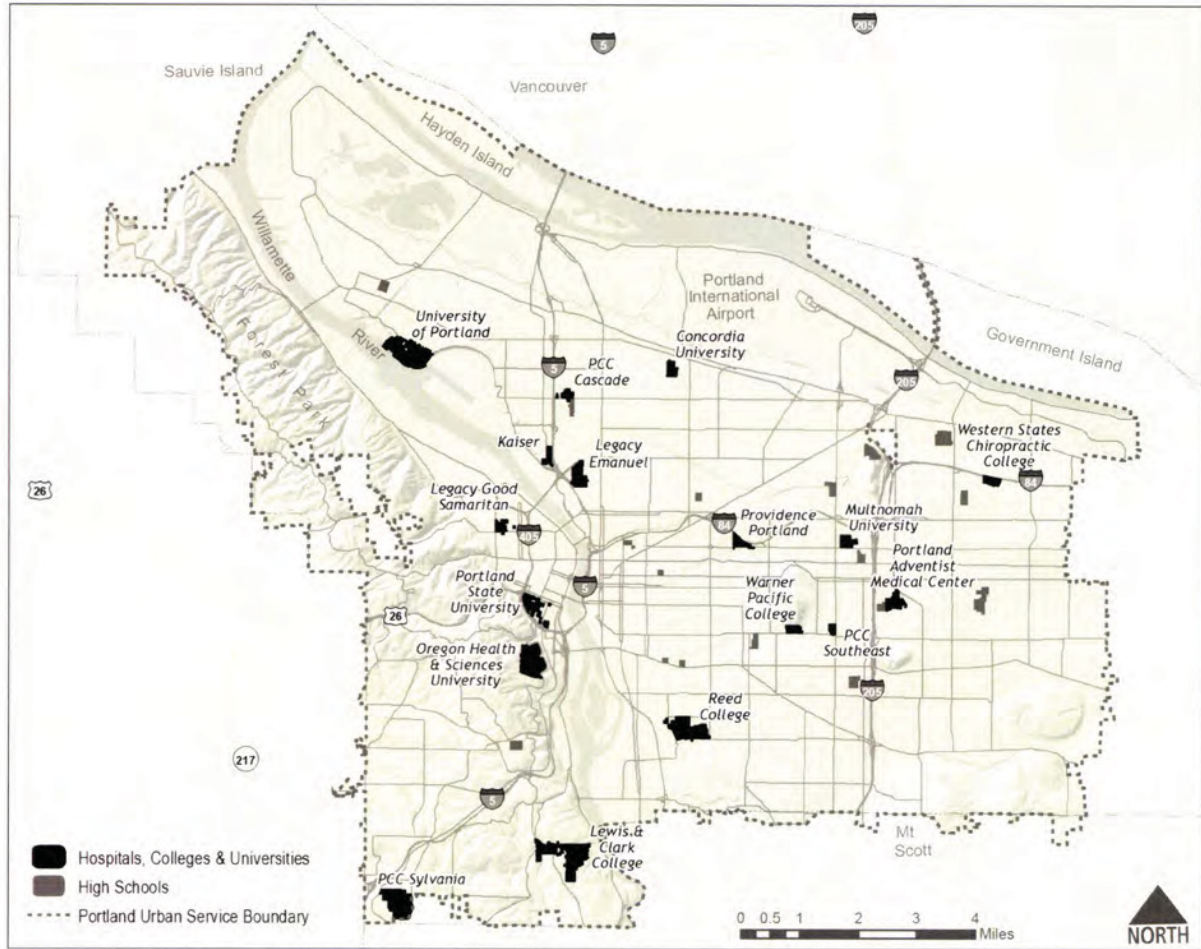 205
5
Sauvie Island
Vancouver
Hayden Island
Willamette
River
Forest Park
Portland
International
Airport
Government Island
University
of Portland
Concordia
University
5
PCC
Cascade
205
Kaiser
Legacy
Emanuel
Western States
Chiropractic
College
84
26
Legacy Good
Samaritan
405
84
Providence
Portland
Multnomah
University
Portland
Adventist
Medical Center
Portland
State
University
5
Warner
Pacific
College
26
PCC
Southeast
Oregon Health
& Sciences
University
205
Reed
College
217
5
Lewis &
Clark
College
Mt
Scott
PCC Sylvania
Hospitals, Colleges & Universities
High Schools
Portland Urban Service Boundary
0 0.5 1 2 3 4
Miles
NORTH